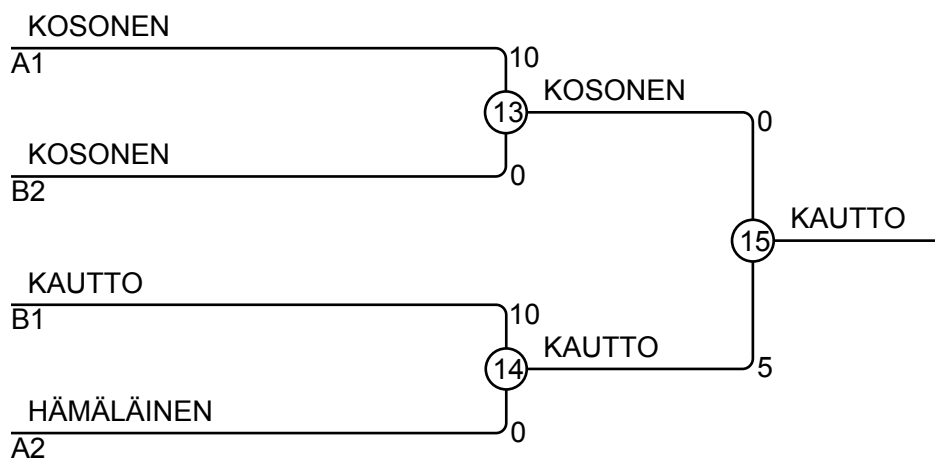 KOSONEN
A1
10
13
KOSONEN
0
KOSONEN
B2
0
15
KAUTTO
KAUTTO
B1
10
14
KAUTTO
5
HÄMÄLÄINEN
A2
0